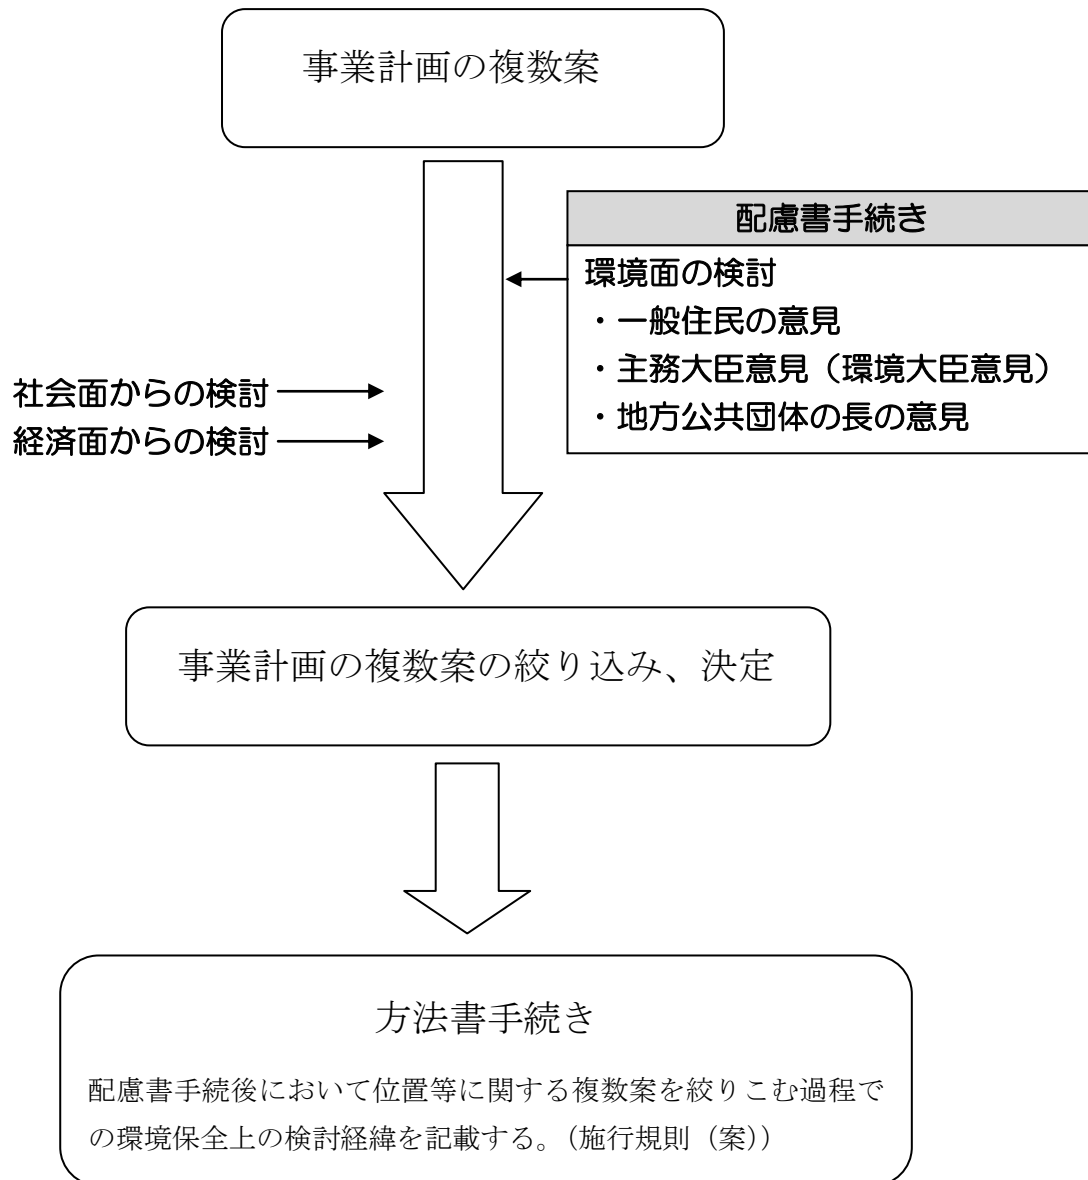 事業計画の複数案
配慮書手続き
環境面の検討
・一般住民の意見
・主務大臣意見（環境大臣意見）
・地方公共団体の長の意見
社会面からの検討
経済面からの検討
事業計画の複数案の絞り込み、決定
方法書手続き
配慮書手続後において位置等に関する複数案を絞りこむ過程で
の環境保全上の検討経緯を記載する。（施行規則（案））